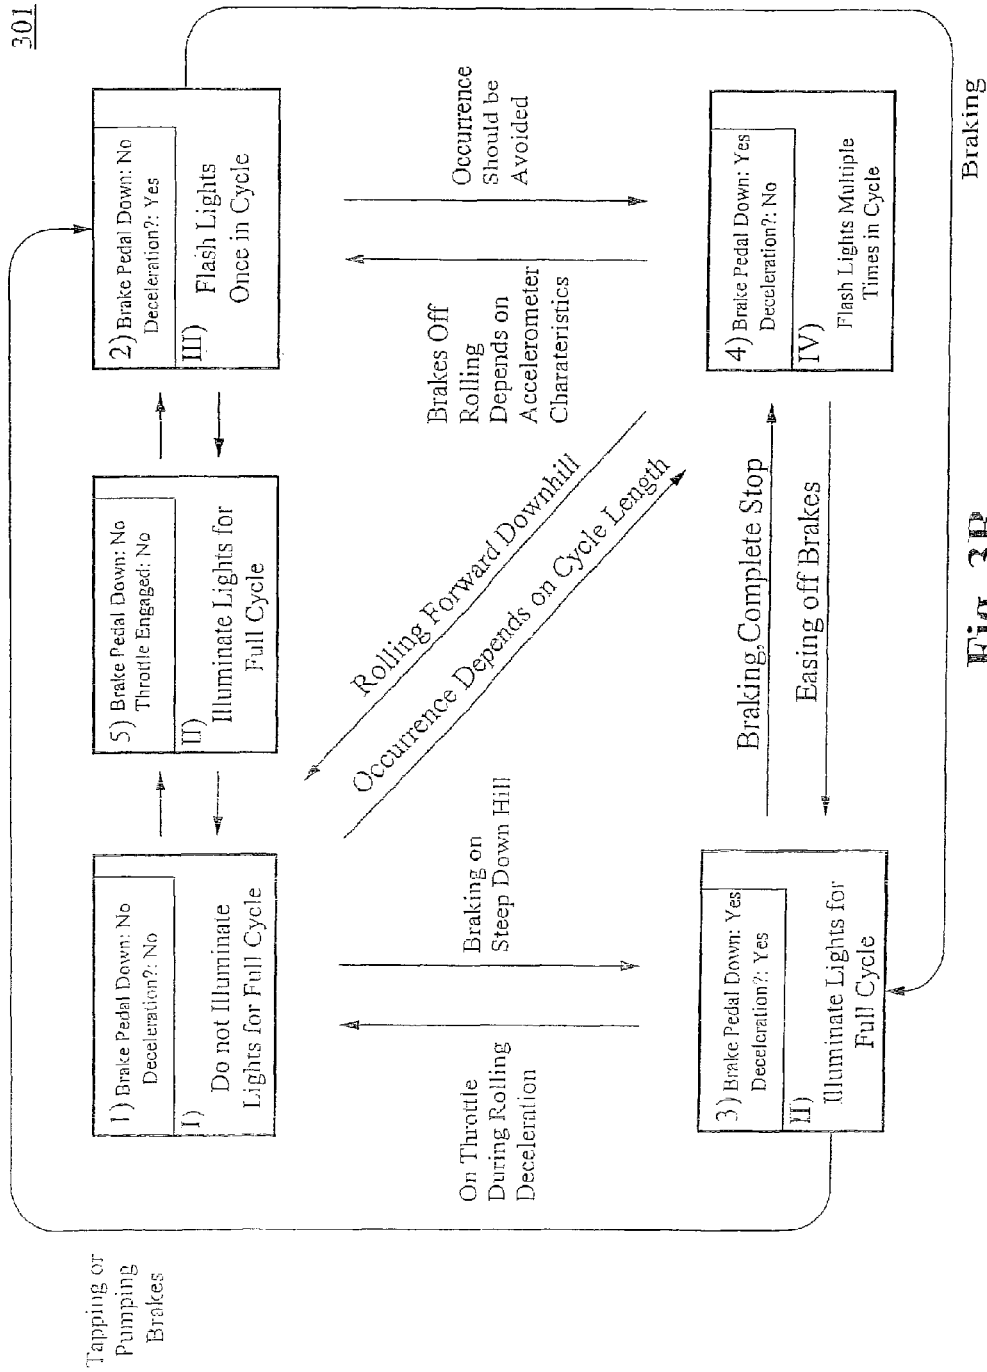 301
Tapping or
Pumping
Brakes
1) Brake Pedal Down: No
Deceleration?: No
I)
Do not Illuminate
Lights for Full Cycle
5) Brake Pedal Down: No
Throttle Engaged: No
II)
Illuminate Lights for
Full Cycle
2) Brake Pedal Down: No
Deceleration?: Yes
III)
Flash Lights
Once in Cycle
On Throttle
During Rolling
Deceleration
Braking on
Steep Down Hill
Rolling Forward Downhill
Occurrence Depends on Cycle Length
Brakes Off
Rolling
Depends on
Accelerometer
Charateristics
Occurrence
Should be
Avoided
3) Brake Pedal Down: Yes
Deceleration?: Yes
II)
Illuminate Lights for
Full Cycle
Braking,Complete Stop
Easing off Brakes
4) Brake Pedal Down: Yes
Deceleration?: No
IV)
Flash Lights Multiple
Times in Cycle
Braking
Fig. 3B